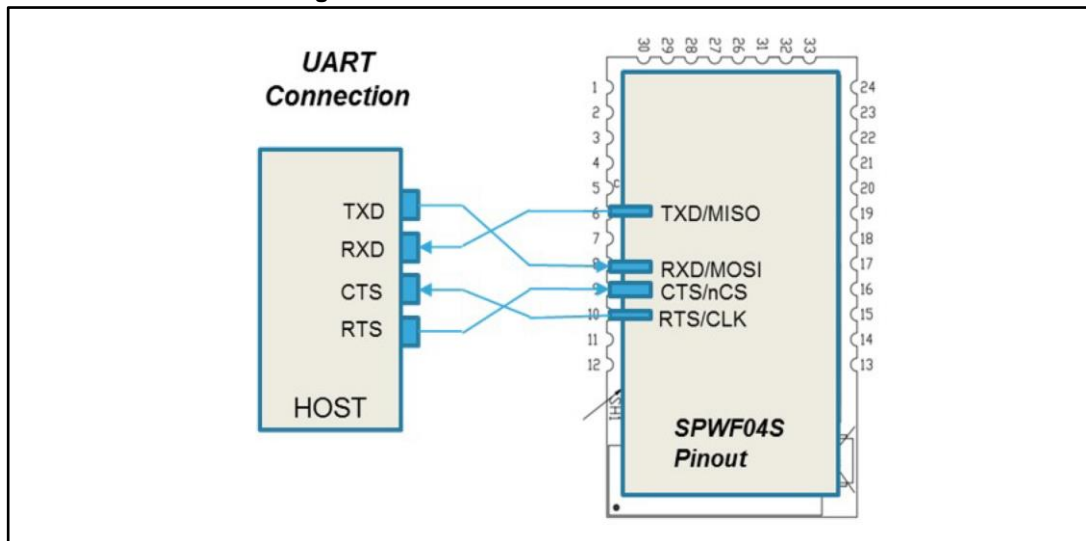 30 29 28 27 26 31 32 33
UART
Connection
1
2
3
4
5
6
7
8
9
10
11
12
24
23
22
21
20
19
18
17
16
15
14
13
TXD
RXD
CTS
RTS
HOST
TXD/MISO
RXD/MOSI
CTS/nCS
RTS/CLK
SH1
SPWF04S
Pinout